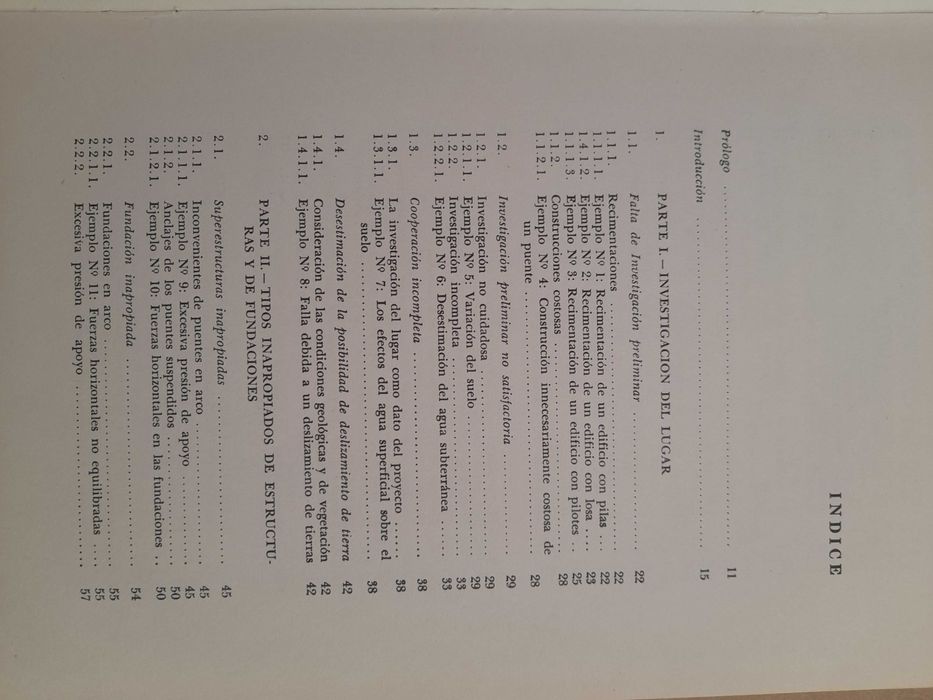 INDICE
Prólogo ........ 11
Introducción ........ 15
1. PARTE I. — INVESTIGACION DEL LUGAR
1.1. Falta de Investigación preliminar ........ 22
1.1.1. Recimentaciones ........ 22
1.1.1.1. Ejemplo Nº 1: Recimentación de un edificio con pilas .... 22
1.4.1.2. Ejemplo Nº 2: Recimentación de un edificio con losa .... 23
1.1.1.3. Ejemplo Nº 3: Recimentación de un edificio con pilotes .. 25
1.1.2. Construcciones costosas ........ 28
1.1.2.1. Ejemplo Nº 4: Construcción innecesariamente costosa de
un puente ........ 28
1.2. Investigación preliminar no satisfactoria ........ 29
1.2.1. Investigación no cuidadosa ........ 29
1.2.1.1. Ejemplo Nº 5: Variación del suelo ........ 29
1.2.2. Investigación incompleta ........ 33
1.2.2.1. Ejemplo Nº 6: Desestimación del agua subterránea .... 33
1.3. Cooperación incompleta ........ 38
1.3.1. La investigación del lugar como dato del proyecto ...... 38
1.3.1.1. Ejemplo Nº 7: Los efectos del agua superficial sobre el
suelo ........ 38
1.4. Desestimación de la posibilidad de deslizamiento de tierra 42
1.4.1. Consideración de las condiciones geológicas y de vegetación 42
1.4.1.1. Ejemplo Nº 8: Falla debida a un deslizamiento de tierras 42
2. PARTE II. — TIPOS INAPROPIADOS DE ESTRUCTU-
RAS Y DE FUNDACIONES
2.1. Superestructuras inapropiadas ........ 45
2.1.1. Inconvenientes de puentes en arco ........ 45
2.1.1.1. Ejemplo Nº 9: Excesiva presión de apoyo ........ 45
2.1.2. Anclajes de los puentes suspendidos ........ 50
2.1.2.1. Ejemplo Nº 10: Fuerzas horizontales en las fundaciones .. 50
2.2. Fundación inapropiada ........ 54
2.2.1. Fundaciones en arco ........ 55
2.2.1.1. Ejemplo Nº 11: Fuerzas horizontales no equilibradas .... 55
2.2.2. Excesiva presión de apoyo ........ 57